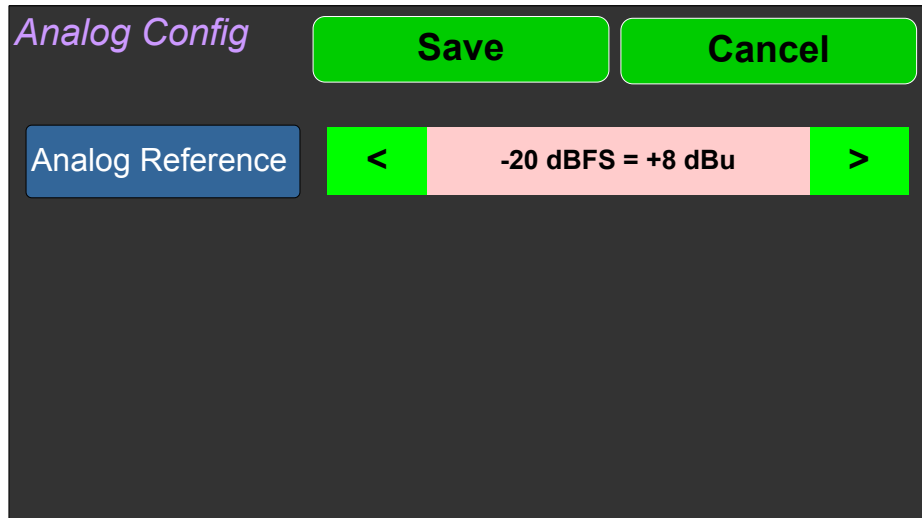 Analog Config
Save
Cancel
Analog Reference
<
-20 dBFS = +8 dBu
>